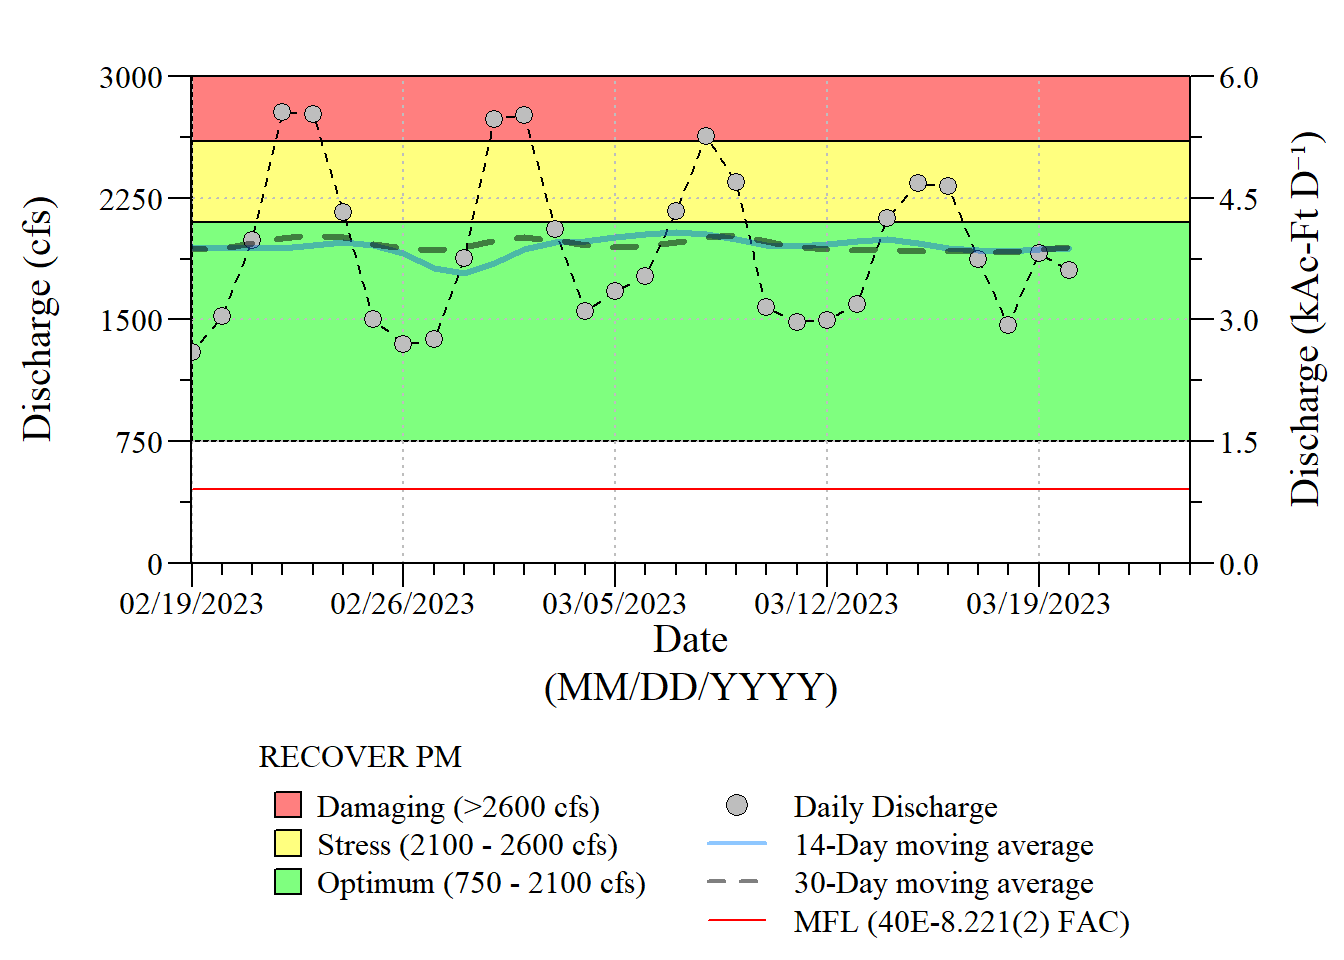 3000
2250
1500
750
0
Discharge (cfs)
6.0
4.5
3.0
1.5
0.0
Discharge (kAc-Ft D⁻¹)
02/19/2023 02/26/2023 03/05/2023 03/12/2023 03/19/2023
Date
(MM/DD/YYYY)
RECOVER PM
Damaging (>2600 cfs)
Stress (2100 - 2600 cfs)
Optimum (750 - 2100 cfs)
Daily Discharge
14-Day moving average
30-Day moving average
MFL (40E-8.221(2) FAC)